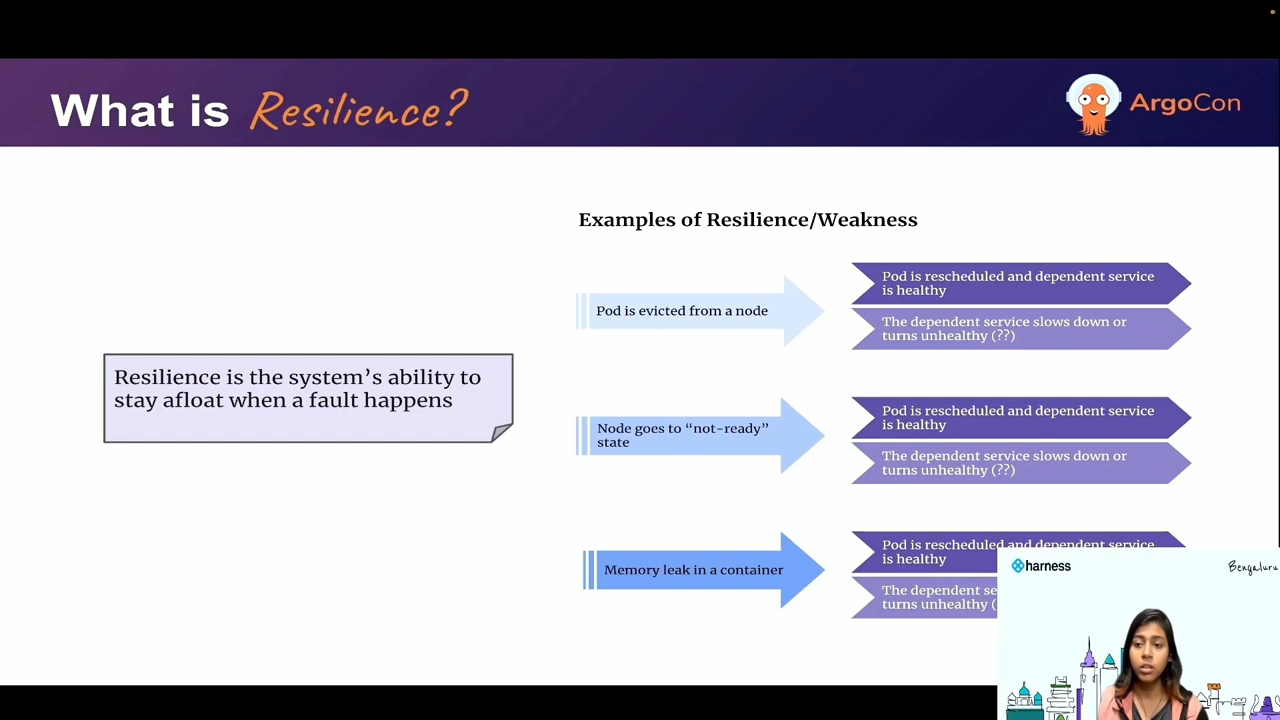 What is Resilience?
ArgoCon
Examples of Resilience/Weakness
Resilience is the system’s ability to
stay afloat when a fault happens
Pod is evicted from a node
Pod is rescheduled and dependent service
is healthy
The dependent service slows down or
turns unhealthy (??)
Node goes to “not-ready”
state
Pod is rescheduled and dependent service
is healthy
The dependent service slows down or
turns unhealthy (??)
Memory leak in a container
Pod is rescheduled and dependent service
is healthy
The dependent se
turns unhealthy (
harness
Bengaluru